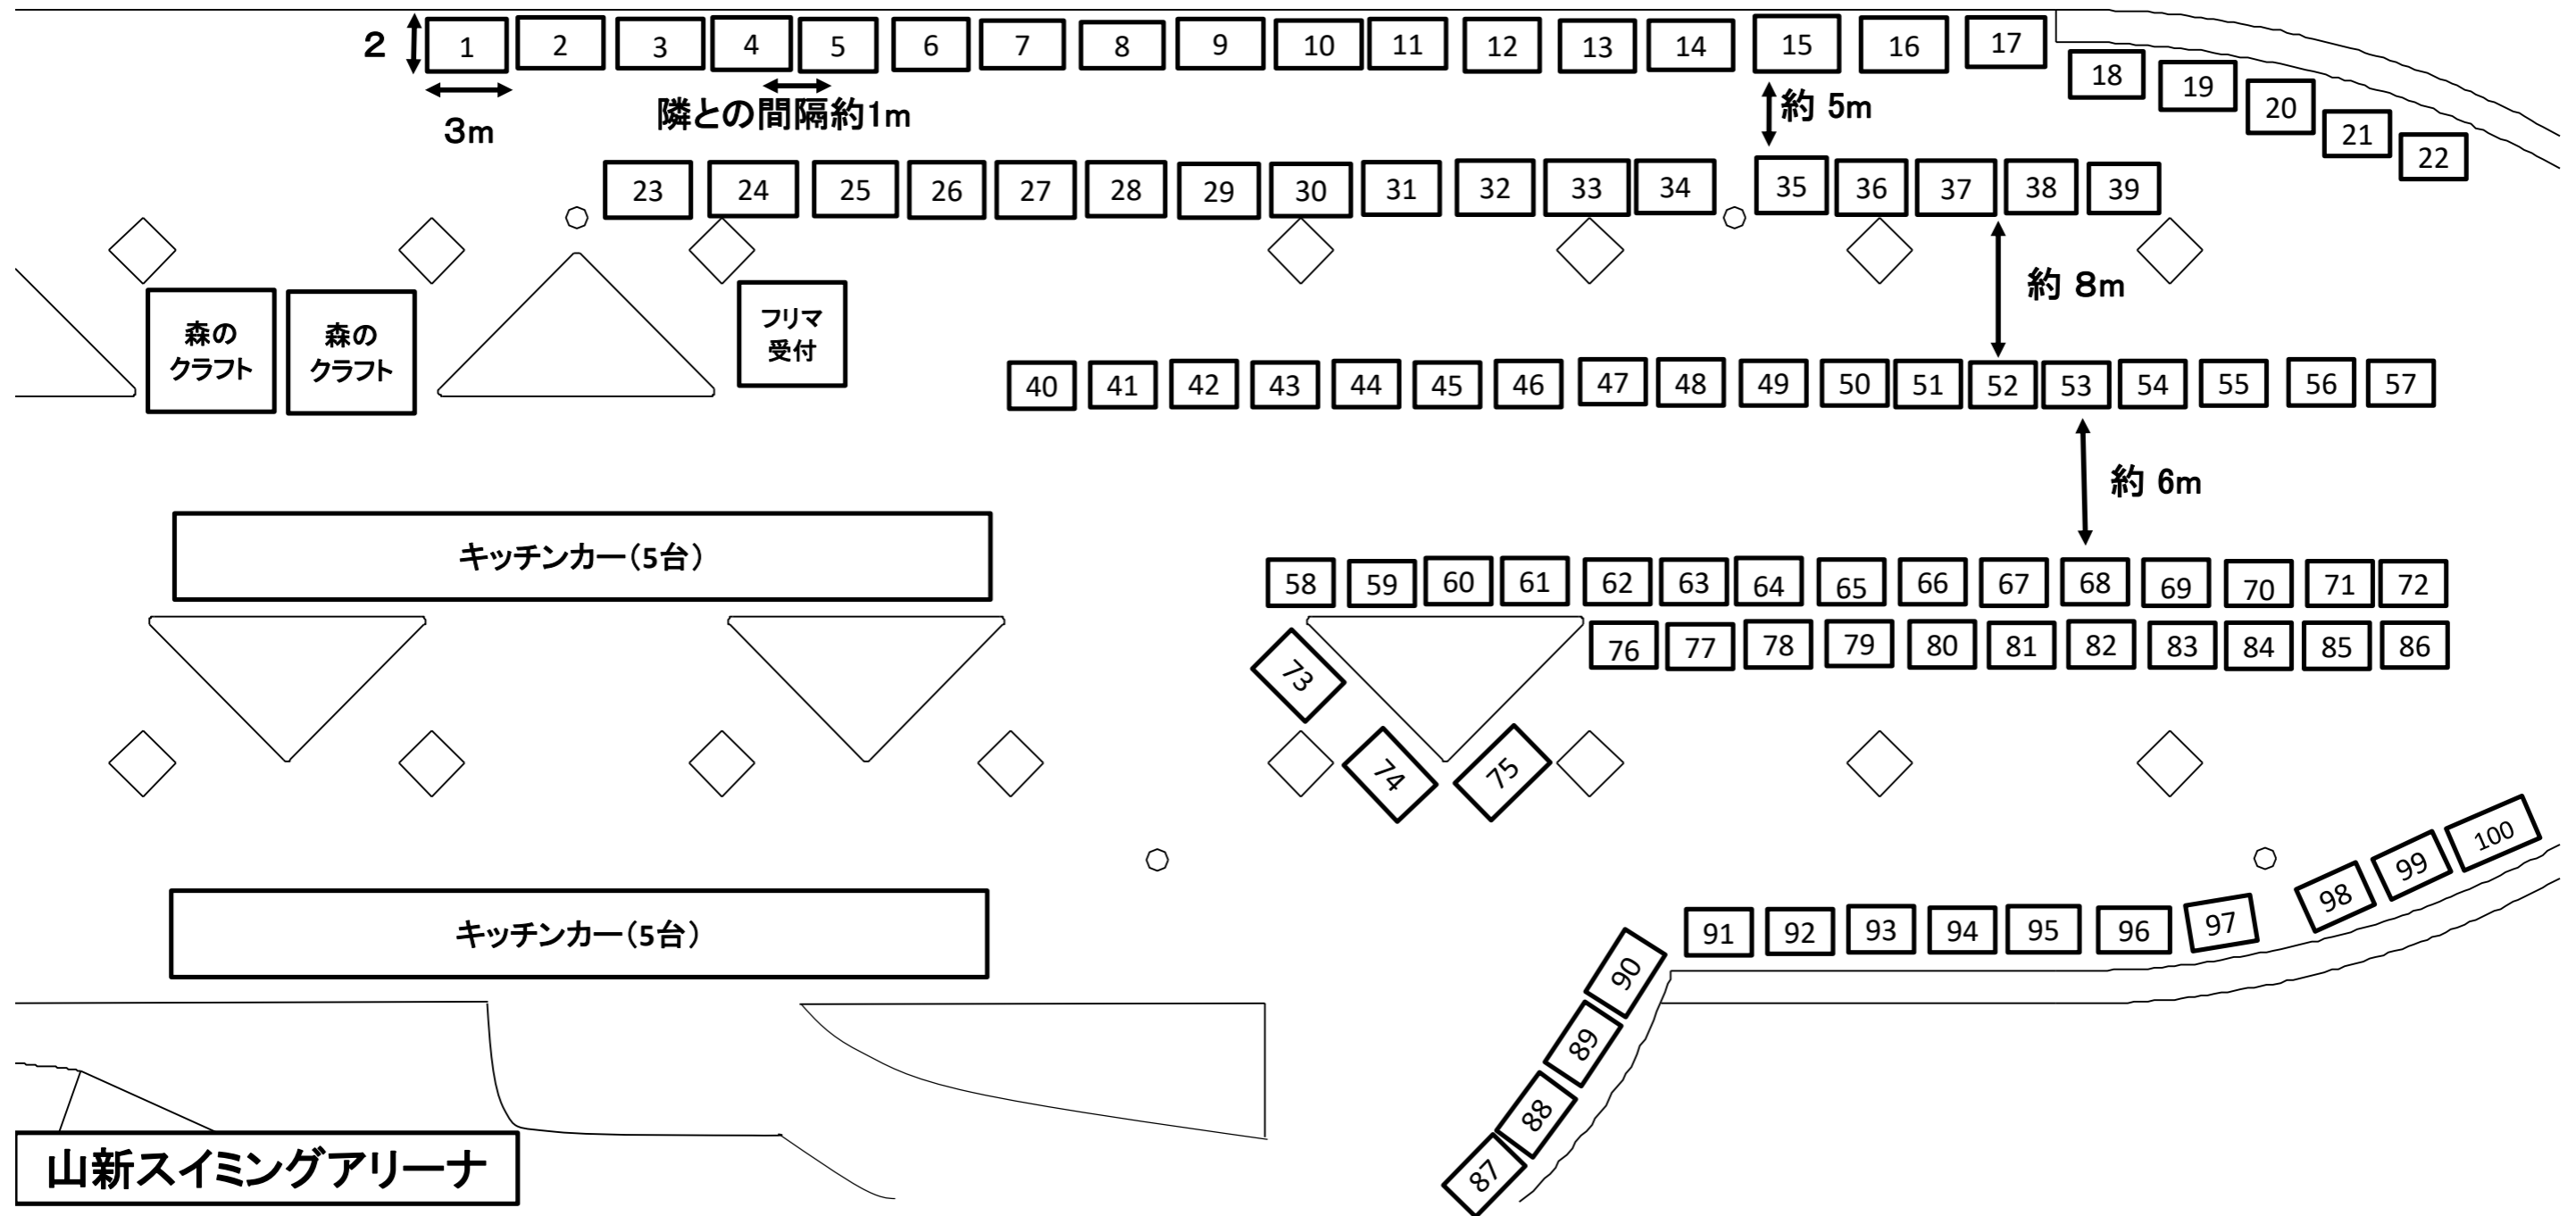 2
1 2 3 4 5 6 7 8 9 10 11 12 13 14 15 16 17
18 19 20 21 22
3m
隣との間隔約1m
約 5m
23 24 25 26 27 28 29 30 31 32 33 34 35 36 37 38 39
約 8m
森の
クラフト
森の
クラフト
フリマ
受付
40 41 42 43 44 45 46 47 48 49 50 51 52 53 54 55 56 57
約 6m
キッチンカー(5台)
58 59 60 61 62 63 64 65 66 67 68 69 70 71 72
73 74 75
76 77 78 79 80 81 82 83 84 85 86
キッチンカー(5台)
87 88 89 90
91 92 93 94 95 96 97 98 99 100
山新スイミングアリーナ